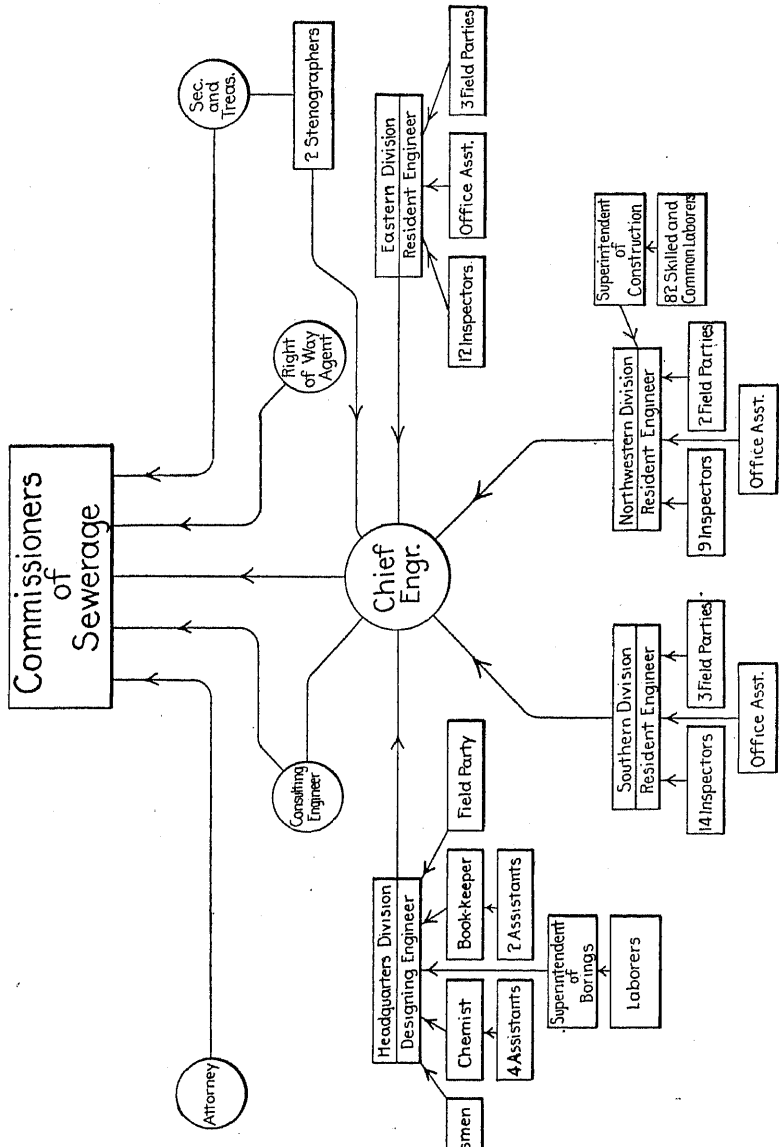 Commissioners
of
Sewerage
Sec.
and
Treas.
2 Stenographers
Right
of Way
Agent
Attorney
Consulting
Engineer
Chief
Engr.
Eastern Division
Resident Engineer
12 Inspectors
Office Asst.
3 Field Parties
Headquarters Division
Designing Engineer
smen
Chemist
4 Assistants
Book-keeper
2 Assistants
Field Party
Superintendent
of
Borings
Laborers
Southern Division
Resident Engineer
14 Inspectors
3 Field Parties
Office Asst.
Northwestern Division
Resident Engineer
9 Inspectors
2 Field Parties
Office Asst.
Superintendent
of
Construction
82 Skilled and
Common Laborers